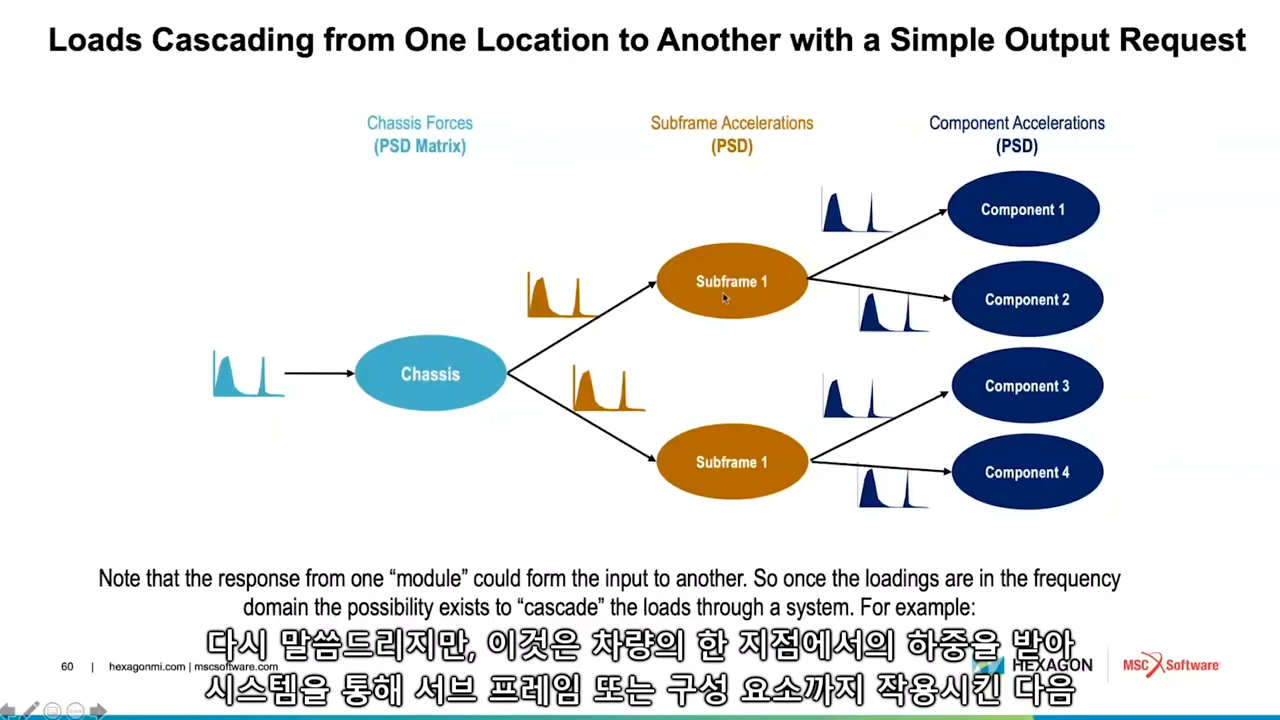 Loads Cascading from One Location to Another with a Simple Output Request
Chassis Forces
(PSD Matrix)
Subframe Accelerations
(PSD)
Component Accelerations
(PSD)
Component 1
Subframe 1
Component 2
Chassis
Component 3
Subframe 1
Component 4
Note that the response from one “module” could form the input to another. So once the loadings are in the frequency
domain the possibility exists to “cascade” the loads through a system. For example:
다시 말씀드리지만, 이것은 차량의 한 지점에서의 하중을 받아
시스템을 통해 서브 프레임 또는 구성 요소까지 작용시킨 다음
60 | hexagonmi.com | mscsoftware.com
HEXAGON
MSC Software